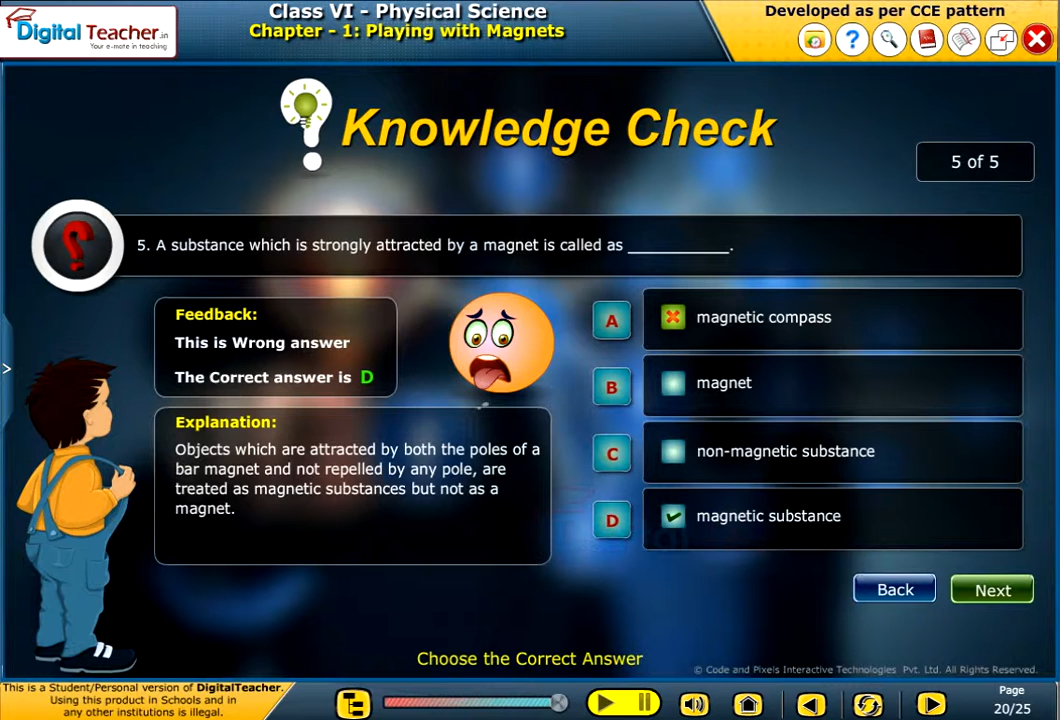 Digital Teacher.in
Your e-mate in teaching
Class VI - Physical Science
Chapter - 1: Playing with Magnets
Developed as per CCE pattern
?
Knowledge Check
5 of 5
?
5. A substance which is strongly attracted by a magnet is called as ___________.
Feedback:
This is Wrong answer
The Correct answer is D
Explanation:
Objects which are attracted by both the poles of a
bar magnet and not repelled by any pole, are
treated as magnetic substances but not as a
magnet.
A magnetic compass
B magnet
C non-magnetic substance
D magnetic substance
Back
Next
Choose the Correct Answer
© Code and Pixels Interactive Technologies Pvt. Ltd. All Rights Reserved.
This is a Student/Personal version of DigitalTeacher.
Using this product in Schools and in
any other institutions is illegal.
Page
20/25